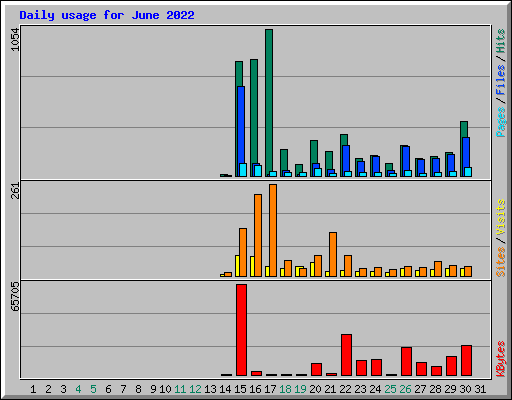 Daily usage for June 2022
1054
Pages/Files/Hits
261
Sites/Visits
65705
KBytes
1 2 3 4 5 6 7 8 9 10 11 12 13 14 15 16 17 18 19 20 21 22 23 24 25 26 27 28 29 30 31